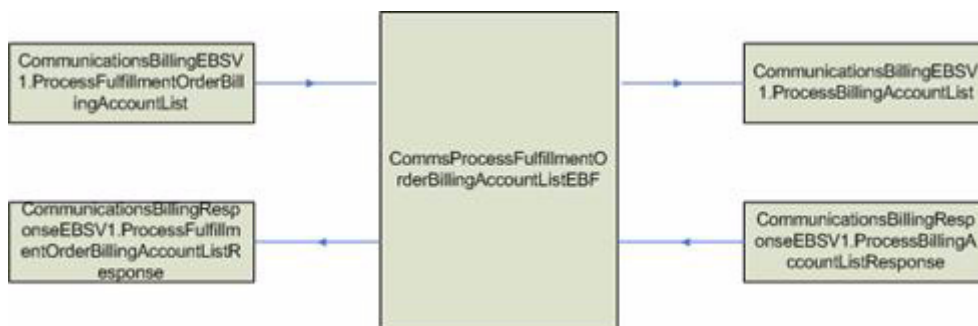 CommunicationsBillingEBSV
1.ProcessFulfillmentOrderBill
ingAccountList
CommunicationsBillingEBSV
1.ProcessBillingAccountList
CommsProcessFulfillmentO
rderBillingAccountListEBF
CommunicationsBillingResp
onseEBSV1.ProcessFulfillm
entOrderBillingAccountListR
esponse
CommunicationsBillingResp
onseEBSV1.ProcessBillingA
ccountListResponse